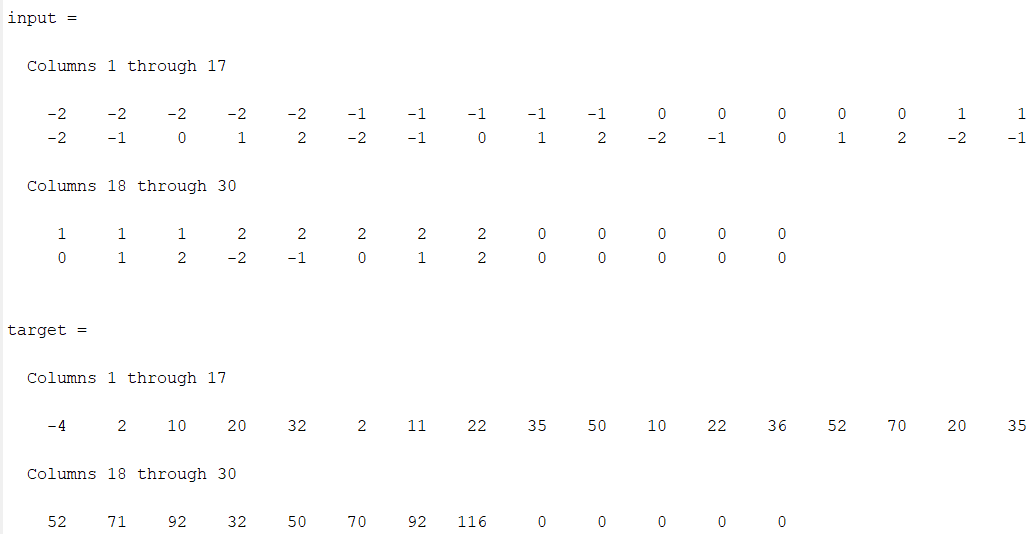 input =
Columns 1 through 17
-2 -2 -2 -2 -2 -1 -1 -1 -1 -1 0 0 0 0 0 1 1
-2 -1 0 1 2 -2 -1 0 1 2 -2 -1 0 1 2 -2 -1
Columns 18 through 30
1 1 1 2 2 2 2 2 0 0 0 0 0
0 1 2 -2 -1 0 1 2 0 0 0 0 0
target =
Columns 1 through 17
-4 2 10 20 32 2 11 22 35 50 10 22 36 52 70 20 35
Columns 18 through 30
52 71 92 32 50 70 92 116 0 0 0 0 0